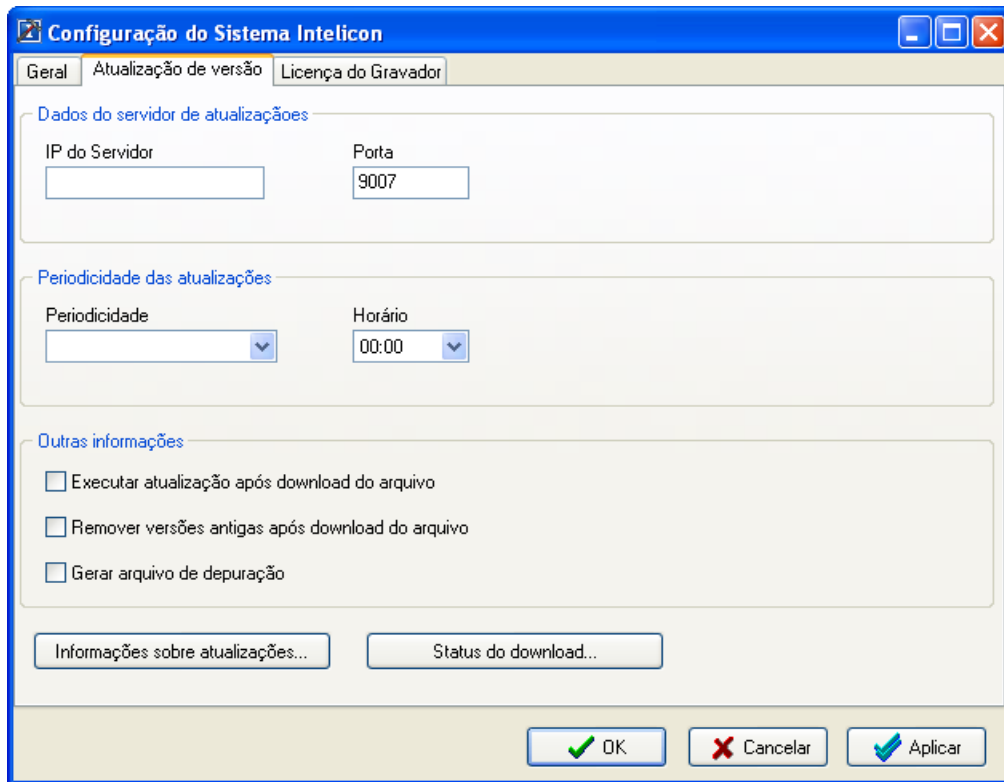 Configuração do Sistema Intelicon
Geral Atualização de versão Licença do Gravador
Dados do servidor de atualizaçãoes
IP do Servidor Porta
9007
Periodicidade das atualizações
Periodicidade Horário
00:00
Outras informações
Executar atualização após download do arquivo
Remover versões antigas após download do arquivo
Gerar arquivo de depuração
Informações sobre atualizações... Status do download...
OK Cancelar Aplicar